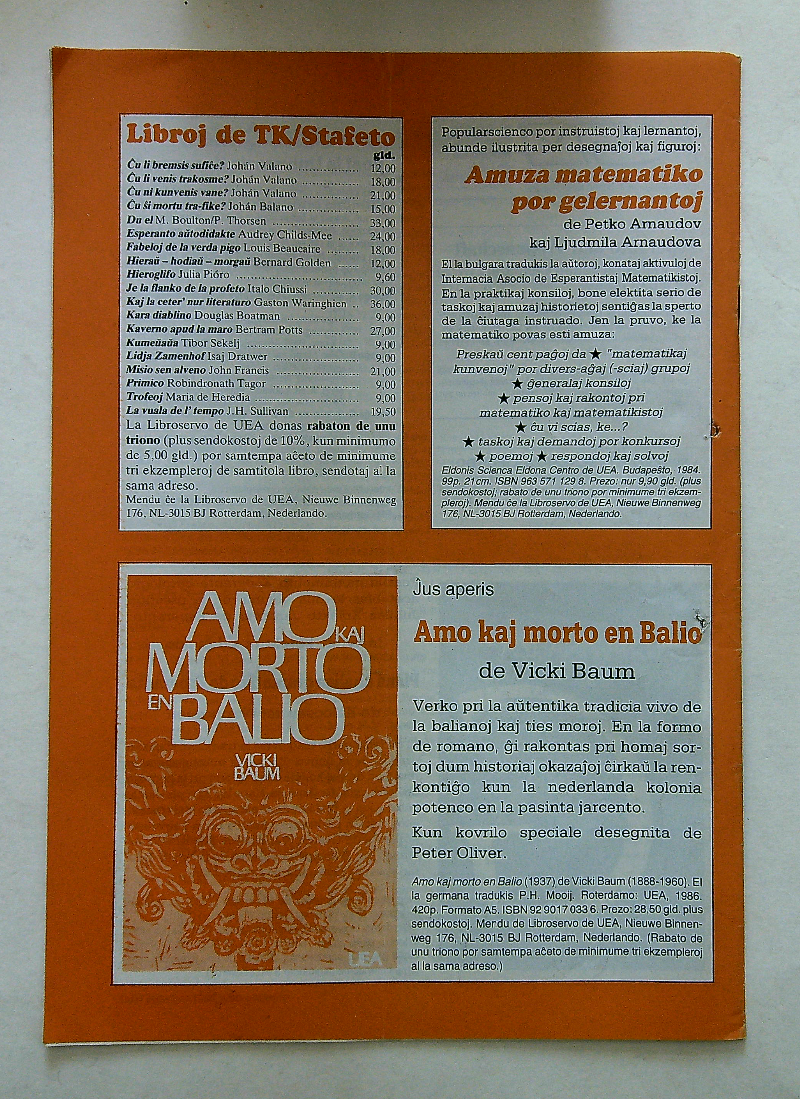 Libroj de TK/Stafeto
gld.
Ĉu li bremsis sufiĉe? Johán Valano 12,00
Ĉu li venis trakosme? Johán Valano 18,00
Ĉu ni kunvenis vane? Johán Valano 21,00
Ĉu ŝi mortu tra-fike? Johán Balano 15,00
Du el M. Boulton/P. Thorsen 33,00
Esperanto aŭtodidakte Audrey Childs-Mee 24,00
Fabeloj de la verda pigo Louis Beaucaire 18,00
Hieraŭ – hodiaŭ – morgaŭ Bernard Golden 12,00
Hieroglifo Julia Pióro 9,60
Je la flanko de la profeto Italo Chiussi 30,00
Kaj la ceter' nur literaturo Gaston Waringhien 36,00
Kara diablino Douglas Boatman 9,00
Kaverno apud la maro Bertram Potts 27,00
Kumeŭaŭa Tibor Sekelj 9,00
Lidja Zamenhof Isaj Dratwer 9,00
Misio sen alveno John Francis 21,00
Primico Robindronath Tagor 9,00
Trofeoj Maria de Heredia 9,00
La vuala de l' tempo J.H. Sullivan 19,50
La Libroservo de UEA donas rabaton de unu
triono (plus sendokostoj de 10%, kun minimumo
de 5,00 gld.) por samtempa aĉeto de minimume
tri ekzempleroj de samtitola libro, sendotaj al la
sama adreso.
Mendu ĉe la Libroservo de UEA, Nieuwe Binnenweg
176, NL-3015 BJ Rotterdam, Nederlando.
Popularscienco por instruistoj kaj lernantoj,
abunde ilustrita per desegnaĵoj kaj figuroj:
Amuza matematiko
por gelernantoj
de Petko Arnaudov
kaj Ljudmila Arnaudova
El la bulgara tradukis la aŭtoroj, konataj aktivuloj de
Internacia Asocio de Esperantistaj Matematikistoj.
En la praktikaj konsiloj, bone elektita serio de
taskoj kaj amuzaj historietoj sentiĝas la sperto
de la ĉiutaga instruado. Jen la pruvo, ke la
matematiko povas esti amuza:
Preskaŭ cent paĝoj da ★ "matematikaj
kunvenoj" por divers-aĝaj (-sciaj) grupoj
★ ĝeneralaj konsiloj
★ pensoj kaj rakontoj pri
matematiko kaj matematikistoj
★ ĉu vi scias, ke...?
★ taskoj kaj demandoj por konkursoj
★ poemoj ★ respondoj kaj solvoj
Eldonis Scienca Eldona Centro de UEA. Budapeŝto, 1984.
99p. 21cm. ISBN 963 571 129 8. Prezo: nur 9,90 gld. (plus
sendokostoj, rabato de unu triono por minimume tri ekzem-
pleroj). Mendu ĉe la Libroservo de UEA, Nieuwe Binnenweg
176, NL-3015 BJ Rotterdam, Nederlando.
AMO KAJ
MORTO
EN BALIO
VICKI
BAUM
UEA
Ĵus aperis
Amo kaj morto en Balio
de Vicki Baum
Verko pri la aŭtentika tradicia vivo de
la balianoj kaj ties moroj. En la formo
de romano, ĝi rakontas pri homaj sor-
toj dum historiaj okazaĵoj ĉirkaŭ la ren-
kontiĝo kun la nederlanda kolonia
potenco en la pasinta jarcento.
Kun kovrilo speciale desegnita de
Peter Oliver.
Amo kaj morto en Balio (1937) de Vicki Baum (1888-1960). El
la germana tradukis P.H. Mooij. Roterdamo: UEA, 1986.
420p. Formato A5. ISBN 92 9017 033 6. Prezo: 28,50 gld. plus
sendokostoj. Mendu de Libroservo de UEA, Nieuwe Binnen-
weg 176, NL-3015 BJ Rotterdam, Nederlando. (Rabato de
unu triono por samtempa aĉeto de minimume tri ekzempleroj
al la sama adreso.)